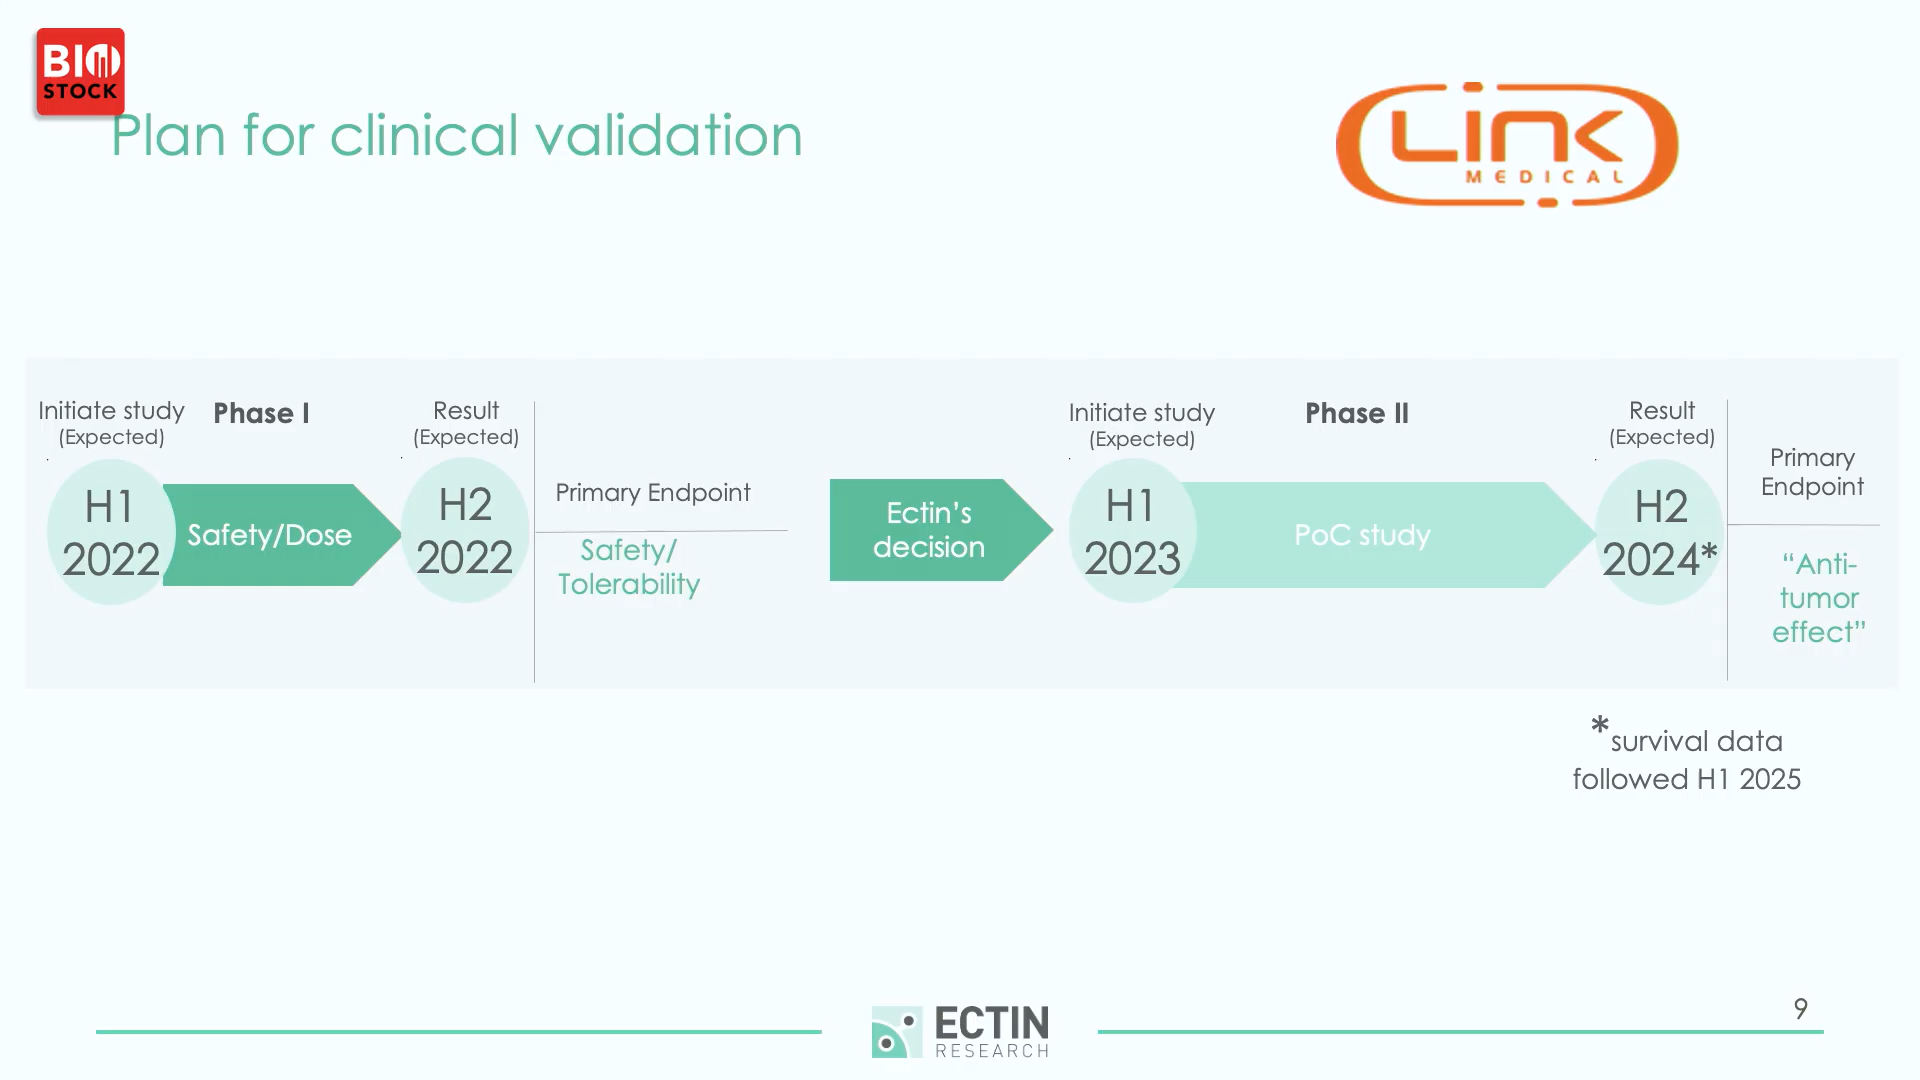 BIO
STOCK
Plan for clinical validation
Link
MEDICAL
Initiate study
(Expected)
Phase I
Result
(Expected)
H1
2022
Safety/Dose
H2
2022
Primary Endpoint
Safety/
Tolerability
Ectin’s
decision
Initiate study
(Expected)
Phase II
Result
(Expected)
H1
2023
PoC study
H2
2024*
Primary
Endpoint
“Anti-
tumor
effect”
*survival data
followed H1 2025
ECTIN
RESEARCH
9